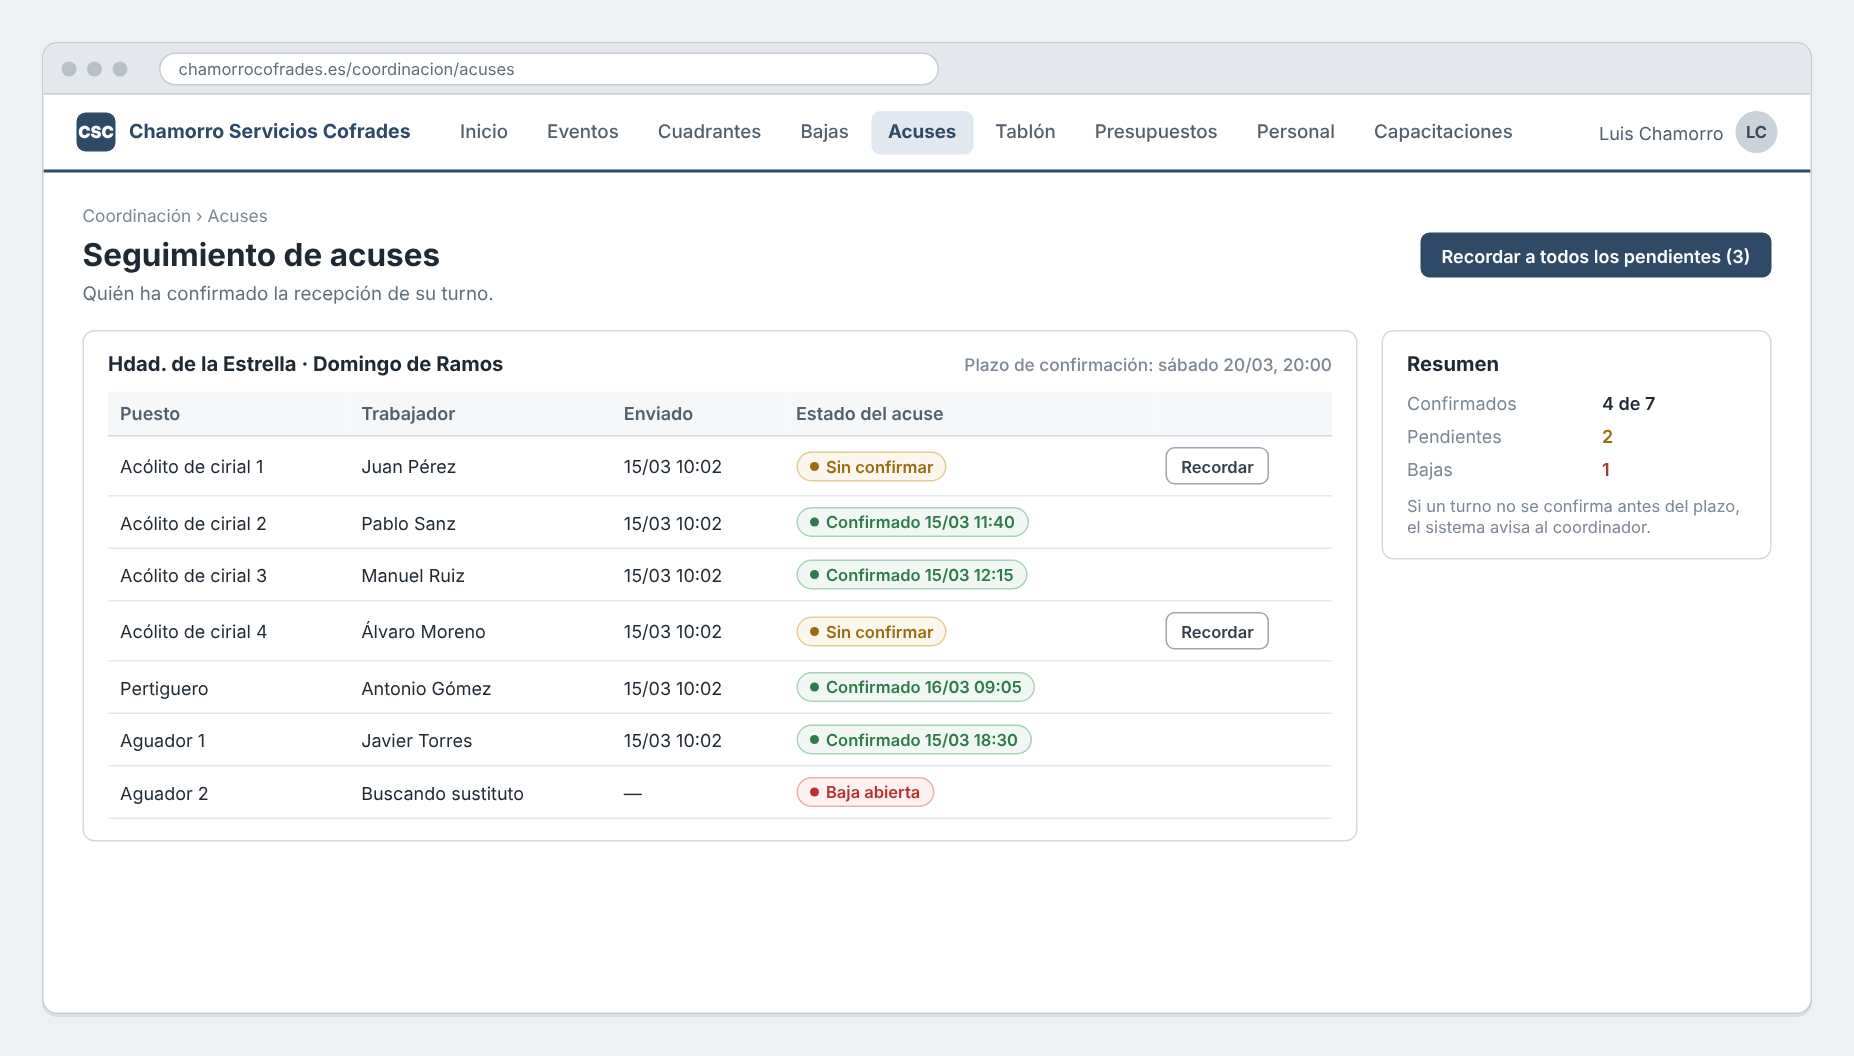 chamorrocofrades.es/coordinacion/acuses
CSC Chamorro Servicios Cofrades Inicio Eventos Cuadrantes Bajas Acuses Tablón Presupuestos Personal Capacitaciones Luis Chamorro LC
Coordinación › Acuses
Seguimiento de acuses
Recordar a todos los pendientes (3)
Quién ha confirmado la recepción de su turno.
Hdad. de la Estrella · Domingo de Ramos Plazo de confirmación: sábado 20/03, 20:00
Puesto Trabajador Enviado Estado del acuse
Acólito de cirial 1 Juan Pérez 15/03 10:02 Sin confirmar Recordar
Acólito de cirial 2 Pablo Sanz 15/03 10:02 Confirmado 15/03 11:40
Acólito de cirial 3 Manuel Ruiz 15/03 10:02 Confirmado 15/03 12:15
Acólito de cirial 4 Álvaro Moreno 15/03 10:02 Sin confirmar Recordar
Pertiguero Antonio Gómez 15/03 10:02 Confirmado 16/03 09:05
Aguador 1 Javier Torres 15/03 10:02 Confirmado 15/03 18:30
Aguador 2 Buscando sustituto — Baja abierta
Resumen
Confirmados 4 de 7
Pendientes 2
Bajas 1
Si un turno no se confirma antes del plazo,
el sistema avisa al coordinador.